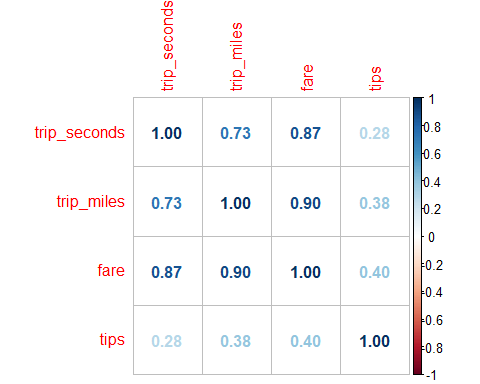 trip_seconds
trip_miles
fare
tips
trip_seconds 1.00 0.73 0.87 0.28
trip_miles 0.73 1.00 0.90 0.38
fare 0.87 0.90 1.00 0.40
tips 0.28 0.38 0.40 1.00
1
0.8
0.6
0.4
0.2
0
-0.2
-0.4
-0.6
-0.8
-1